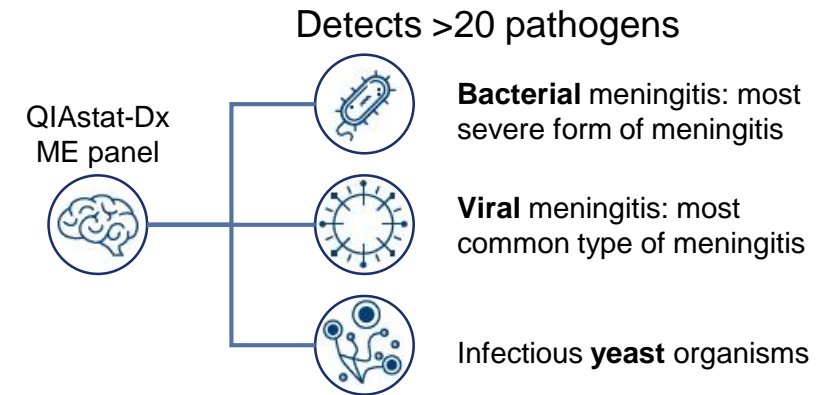 Detects >20 pathogens
QIAstat-Dx
ME panel
Bacterial meningitis: most
severe form of meningitis
Viral meningitis: most
common type of meningitis
Infectious yeast organisms